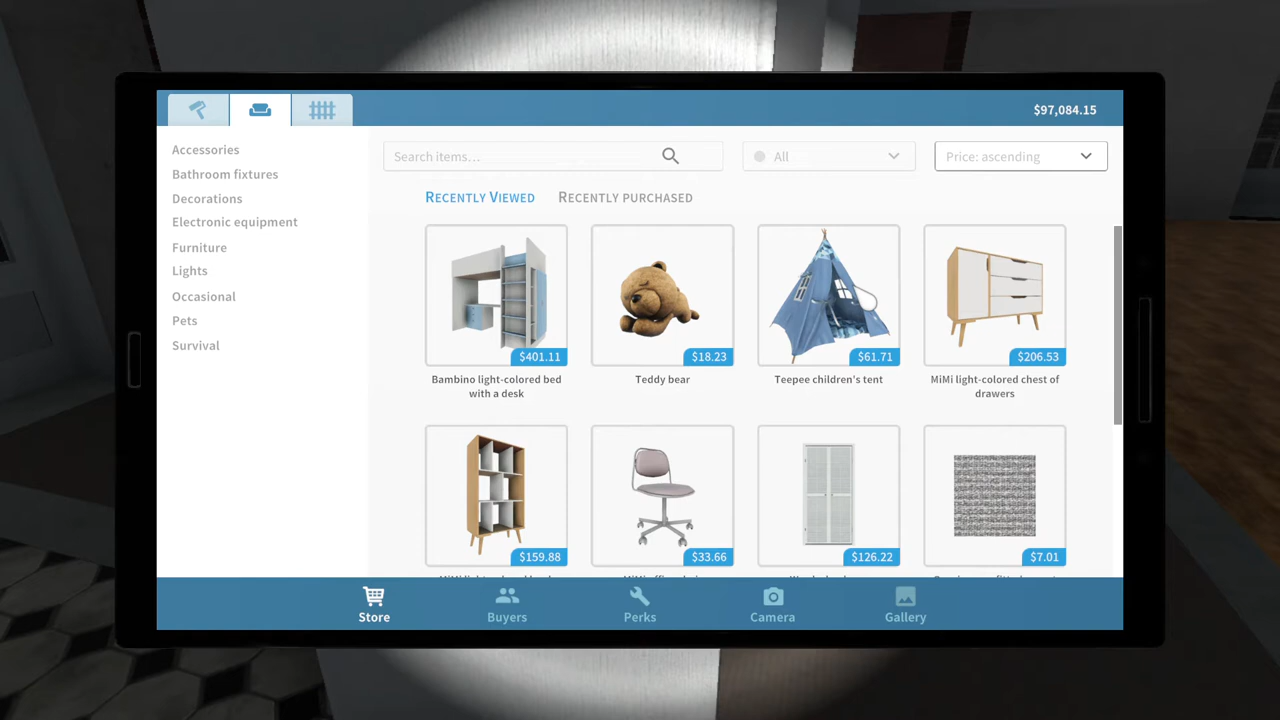 $97,084.15
Accessories
Bathroom fixtures
Decorations
Electronic equipment
Furniture
Lights
Occasional
Pets
Survival
Search items...
All
Price: ascending
RECENTLY VIEWED
RECENTLY PURCHASED
$401.11
$18.23
$61.71
$206.53
Bambino light-colored bed
with a desk
Teddy bear
Teepee children's tent
MiMi light-colored chest of
drawers
$159.88
$33.66
$126.22
$7.01
Store
Buyers
Perks
Camera
Gallery